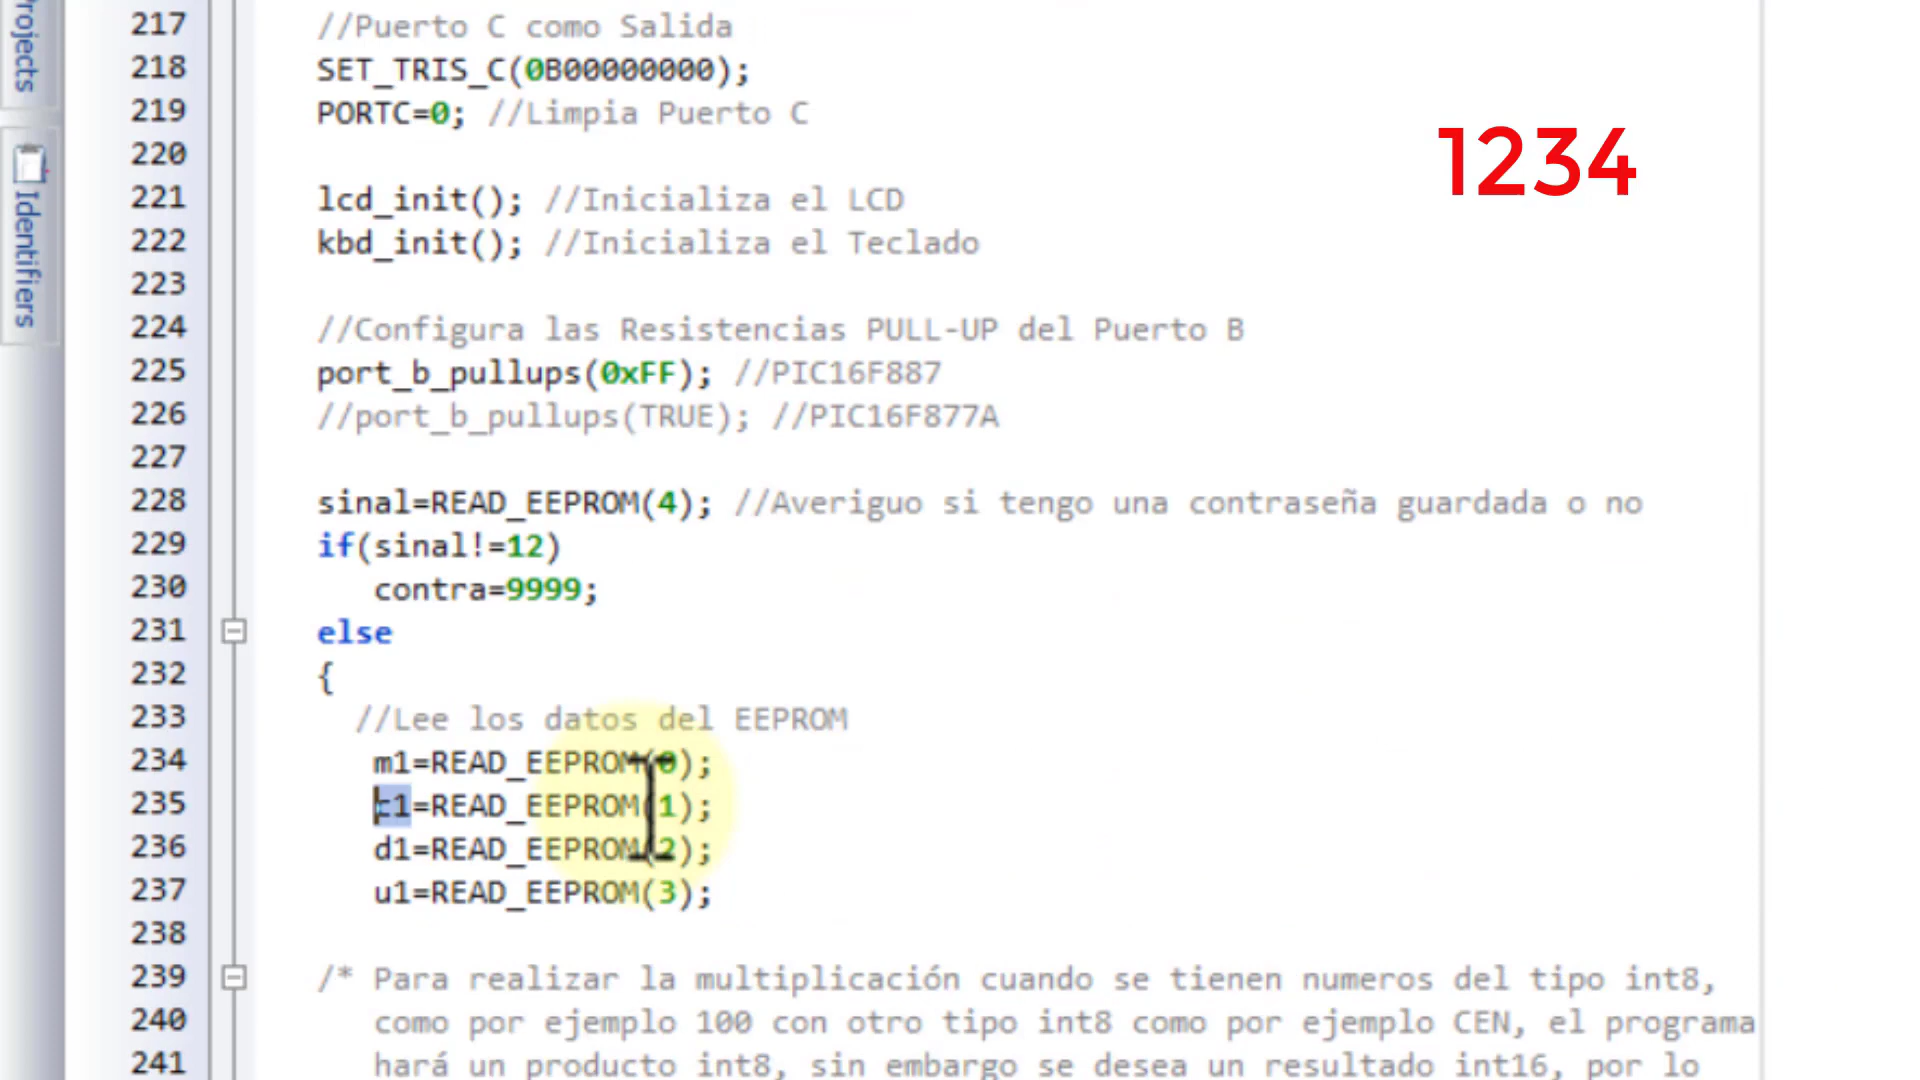 Projects
Identifiers
1234
217 //Puerto C como Salida
218 SET_TRIS_C(0B00000000);
219 PORTC=0; //Limpia Puerto C
220
221 lcd_init(); //Inicializa el LCD
222 kbd_init(); //Inicializa el Teclado
223
224 //Configura las Resistencias PULL-UP del Puerto B
225 port_b_pullups(0xFF); //PIC16F887
226 //port_b_pullups(TRUE); //PIC16F877A
227
228 sinal=READ_EEPROM(4); //Averiguo si tengo una contraseña guardada o no
229 if(sinal!=12)
230 contra=9999;
231 else
232 {
233 //Lee los datos del EEPROM
234 m1=READ_EEPROM(0);
235 c1=READ_EEPROM(1);
236 d1=READ_EEPROM(2);
237 u1=READ_EEPROM(3);
238
239 /* Para realizar la multiplicación cuando se tienen numeros del tipo int8,
240 como por ejemplo 100 con otro tipo int8 como por ejemplo CEN, el programa
241 hará un producto int8, sin embargo se desea un resultado int16, por lo